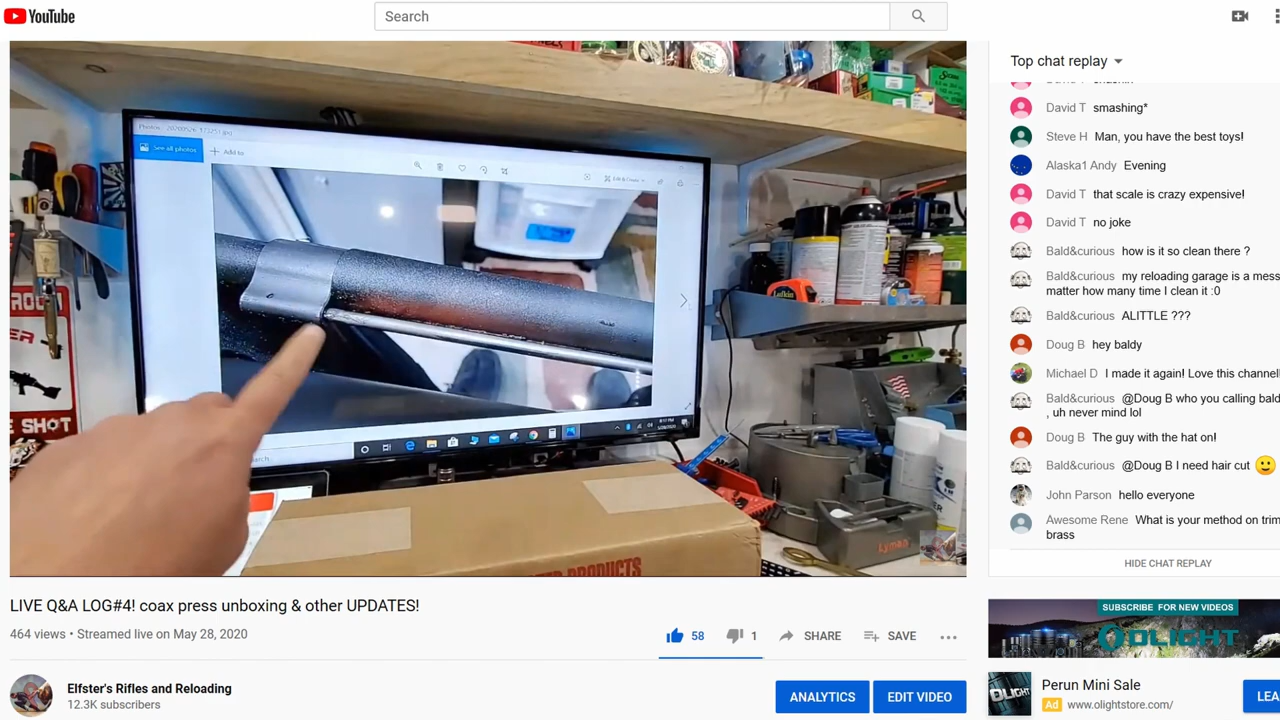 YouTube
Search
Top chat replay
David T smashing*
Steve H Man, you have the best toys!
Alaska1 Andy Evening
David T that scale is crazy expensive!
David T no joke
Bald&curious how is it so clean there ?
Bald&curious my reloading garage is a mess
matter how many time I clean it :0
Bald&curious ALITTLE ???
Doug B hey baldy
Michael D I made it again! Love this channel
Bald&curious @Doug B who you calling bald
, uh never mind lol
Doug B The guy with the hat on!
Bald&curious @Doug B I need hair cut
John Parson hello everyone
Awesome Rene What is your method on trim
brass
HIDE CHAT REPLAY
See all photos
Add to
Edit & Create
Lufkin
SHOT
Lyman
PRODUCTS
LIVE Q&A LOG#4! coax press unboxing & other UPDATES!
464 views • Streamed live on May 28, 2020
58
1
SHARE
SAVE
Elfster's Rifles and Reloading
12.3K subscribers
ANALYTICS
EDIT VIDEO
SUBSCRIBE FOR NEW VIDEOS
OLIGHT
OLIGHT
Perun Mini Sale
Ad www.olightstore.com/
LEA